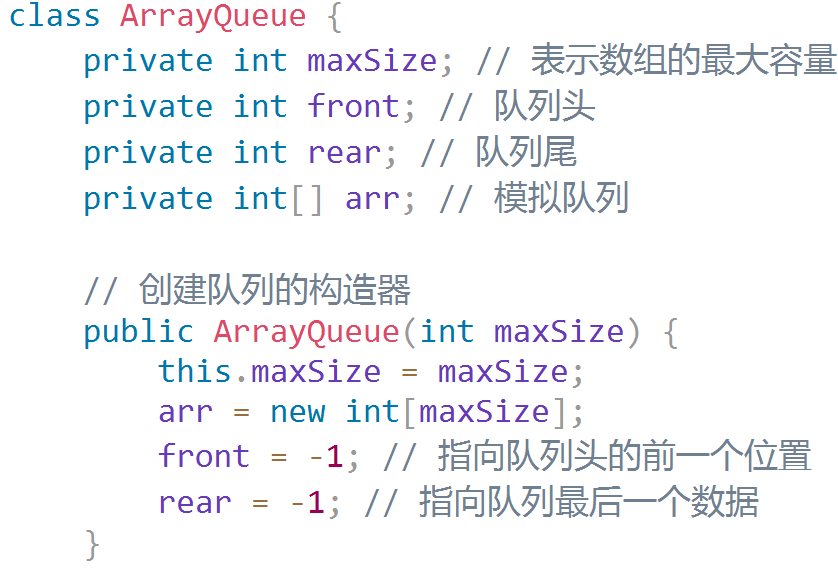 class ArrayQueue {
    private int maxSize; // 表示数组的最大容量
    private int front; // 队列头
    private int rear; // 队列尾
    private int[] arr; // 模拟队列

    // 创建队列的构造器
    public ArrayQueue(int maxSize) {
        this.maxSize = maxSize;
        arr = new int[maxSize];
        front = -1; // 指向队列头的前一个位置
        rear = -1; // 指向队列最后一个数据
    }